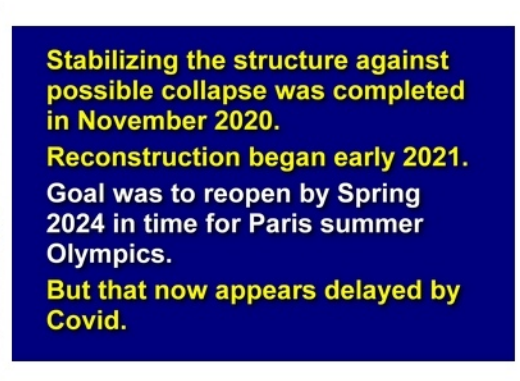 Stabilizing the structure against
possible collapse was completed
in November 2020.
Reconstruction began early 2021.
Goal was to reopen by Spring
2024 in time for Paris summer
Olympics.
But that now appears delayed by
Covid.